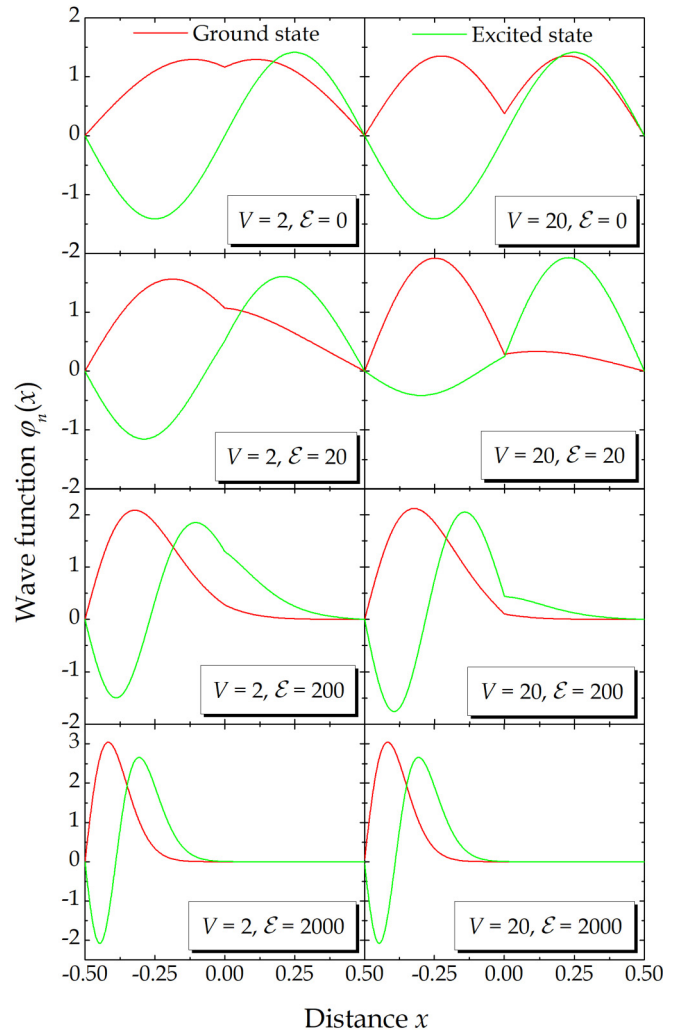 Ground state
Excited state
2
1
0
-1
-2
V = 2, ℰ = 0
V = 20, ℰ = 0
1
0
-1
-2
V = 2, ℰ = 20
V = 20, ℰ = 20
2
1
0
-1
-2
V = 2, ℰ = 200
V = 20, ℰ = 200
3
2
1
0
-1
-2
V = 2, ℰ = 2000
V = 20, ℰ = 2000
-0.50 -0.25 0.00 0.25 -0.50 -0.25 0.00 0.25 0.50
Wave function φₙ(x)
Distance x